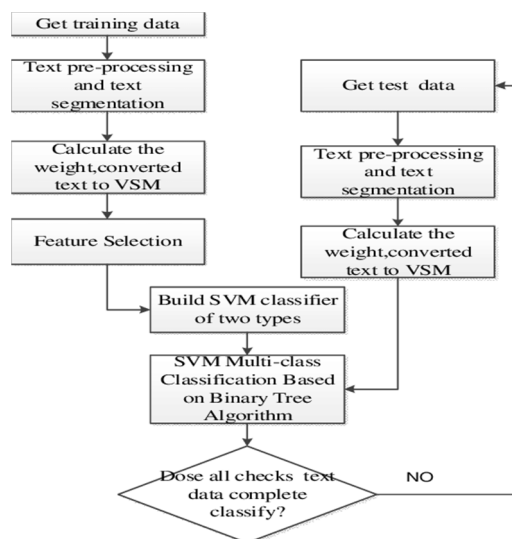 Get training data
Text pre-processing
and text
segmentation
Calculate the
weight,converted
text to VSM
Feature Selection
Get test data
Text pre-processing
and text
segmentation
Calculate the
weight,converted
text to VSM
Build SVM classifier
of two types
SVM Multi-class
Classification Based
on Binary Tree
Algorithm
Dose all checks text
data complete
classify?
NO